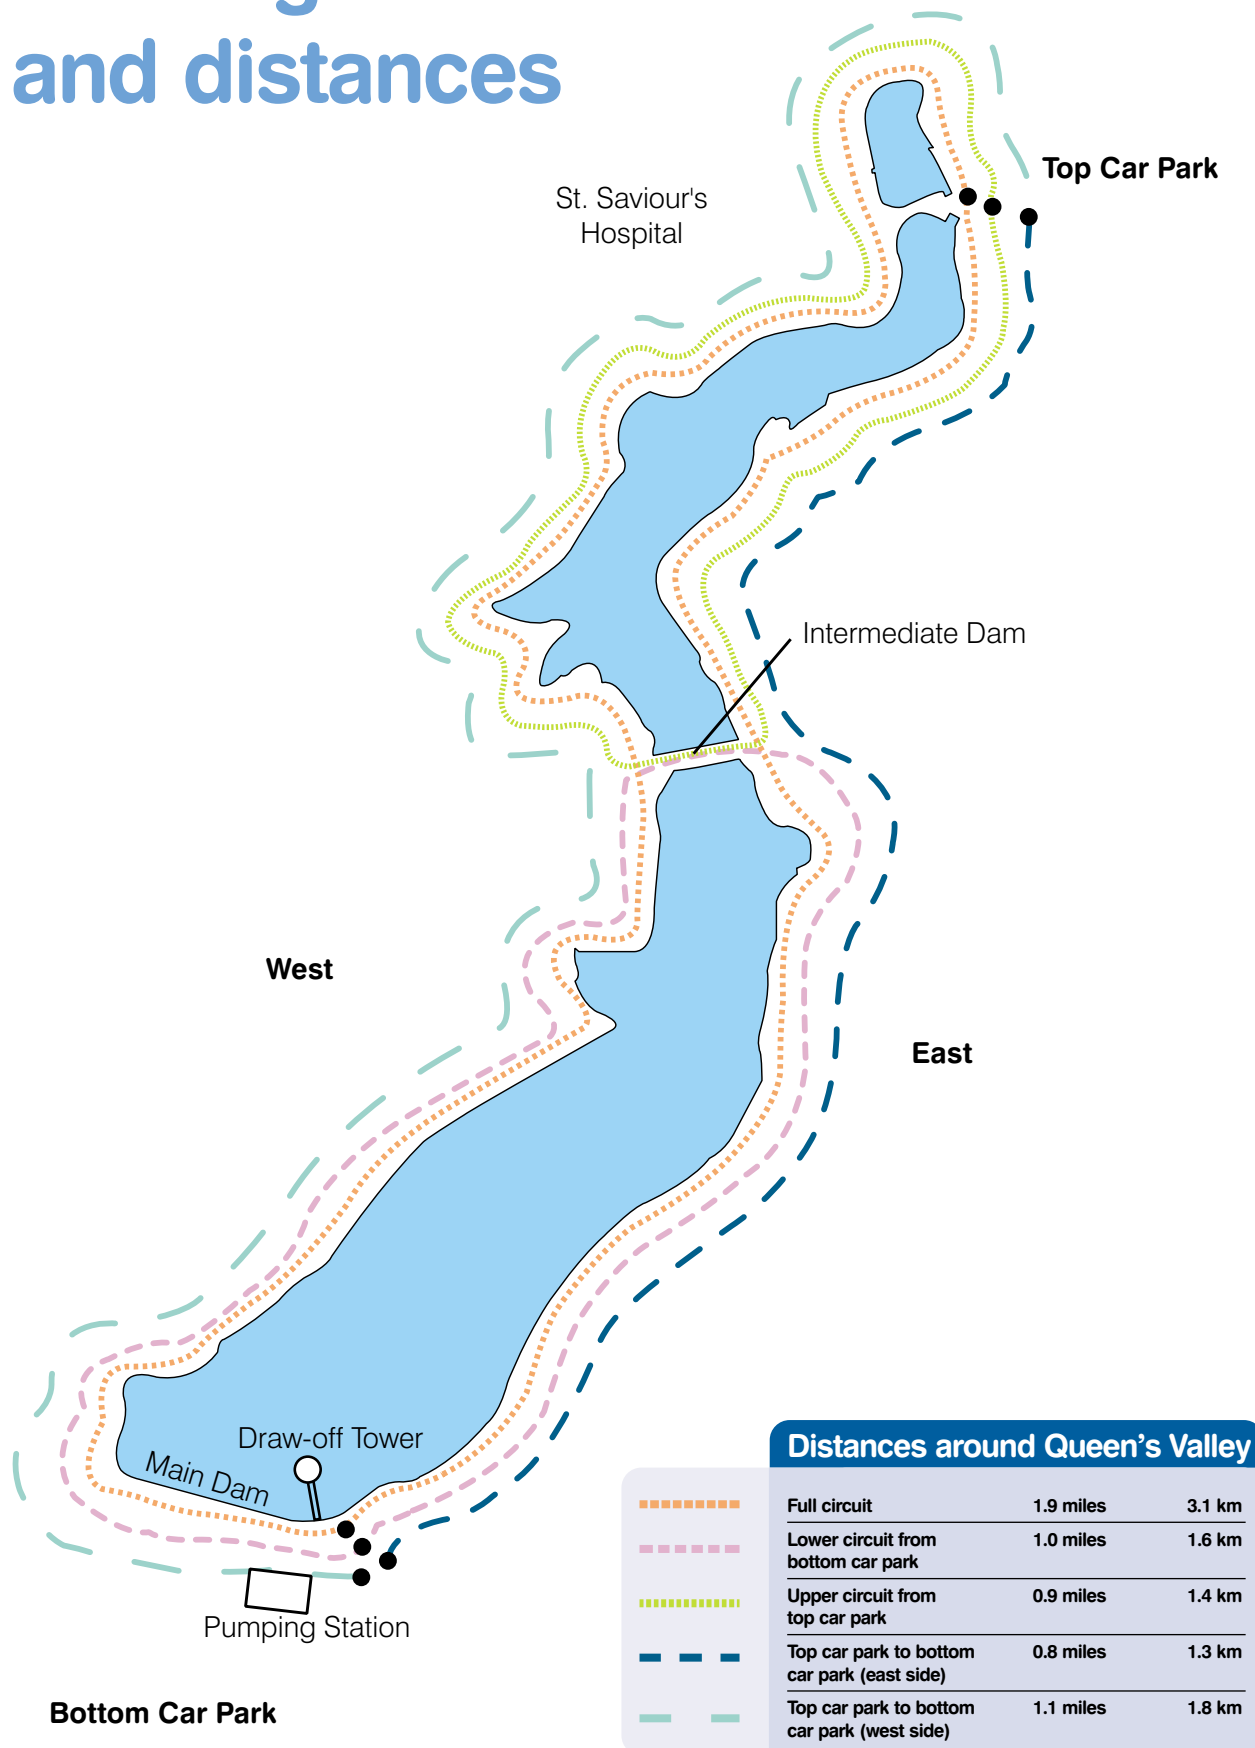 and distances
Top Car Park
St. Saviour's
Hospital
Intermediate Dam
West
East
Draw-off Tower
Main Dam
Pumping Station
Bottom Car Park
Distances around Queen's Valley
Full circuit 1.9 miles 3.1 km
Lower circuit from 1.0 miles 1.6 km
bottom car park
Upper circuit from 0.9 miles 1.4 km
top car park
Top car park to bottom 0.8 miles 1.3 km
car park (east side)
Top car park to bottom 1.1 miles 1.8 km
car park (west side)